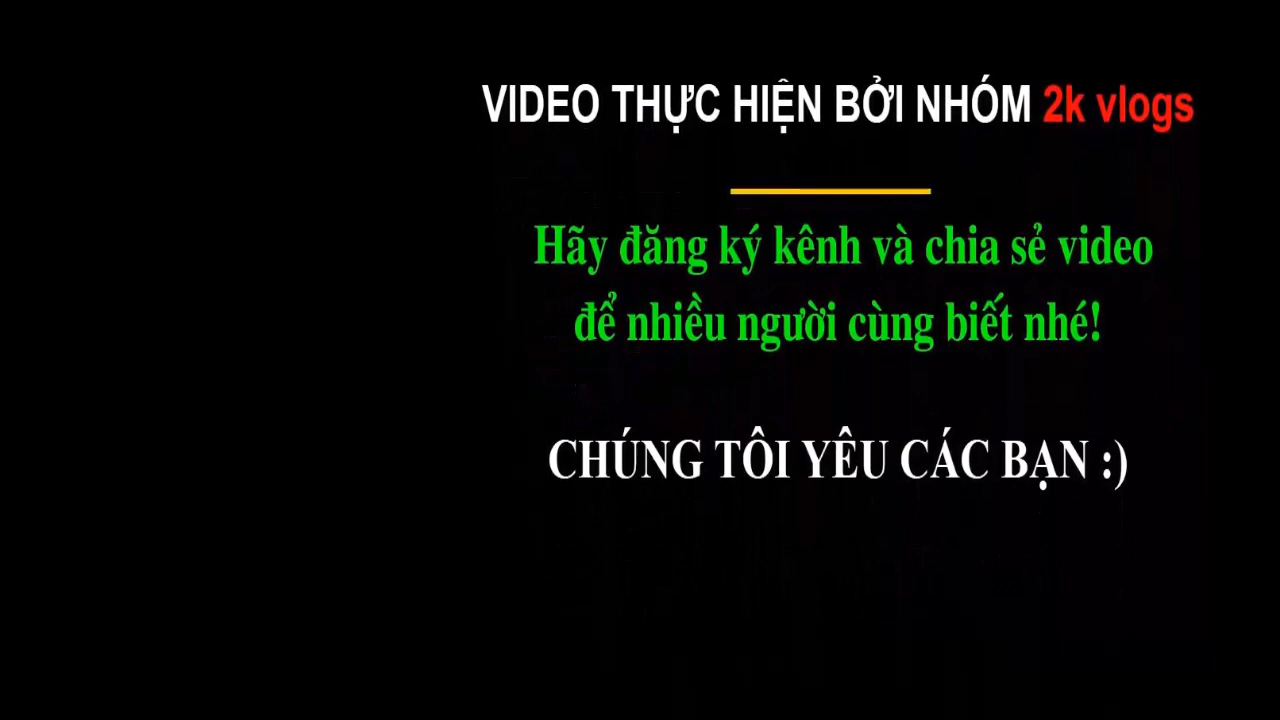 VIDEO THỰC HIỆN BỞI NHÓM 2k vlogs
Hãy đăng ký kênh và chia sẻ video
để nhiều người cùng biết nhé!
CHÚNG TÔI YÊU CÁC BẠN :)